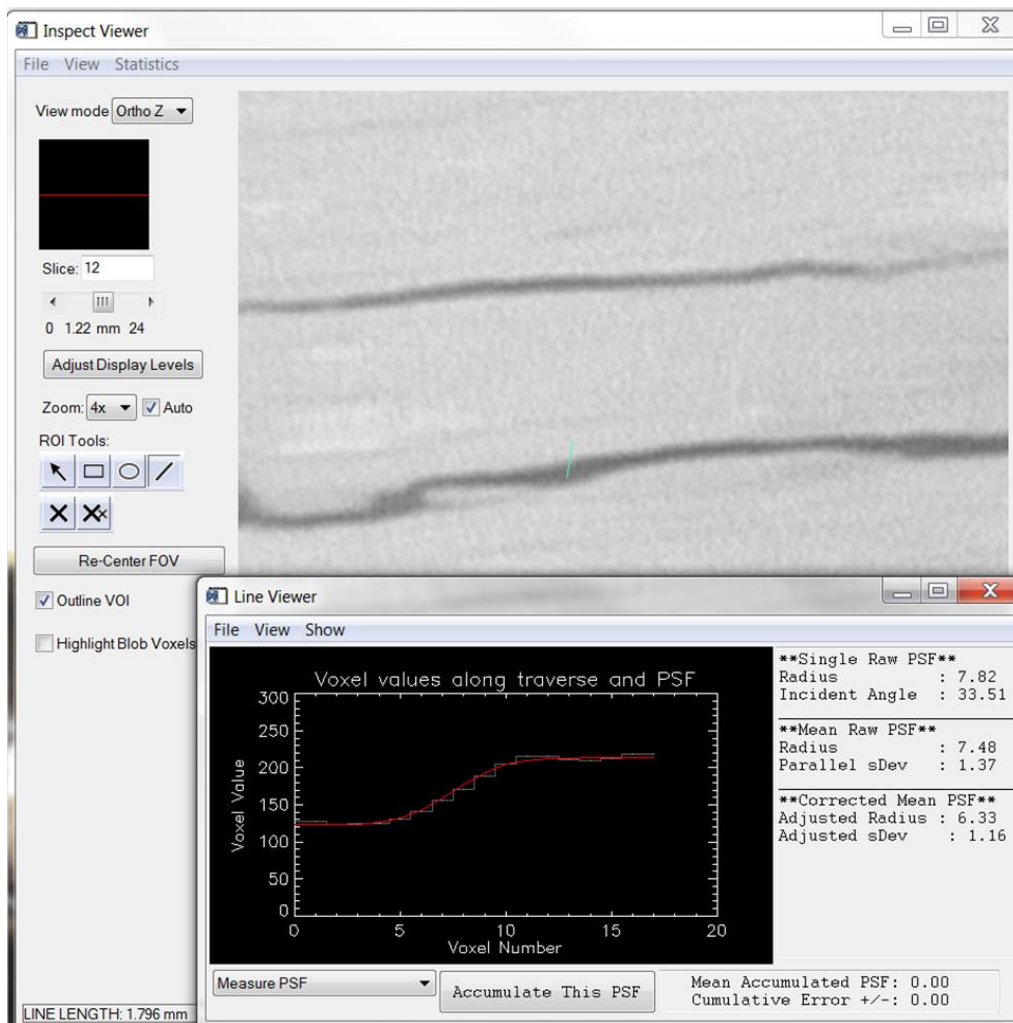 Inspect Viewer
File View Statistics
View mode Ortho Z
Slice: 12
0 1.22 mm 24
Adjust Display Levels
Zoom: 4x Auto
ROI Tools:
Re-Center FOV
Outline VOI
Highlight Blob Voxels
LINE LENGTH: 1.796 mm
Line Viewer
File View Show
Voxel values along traverse and PSF
300
250
200
150
100
50
0
Voxel Value
0 5 10 15 20
Voxel Number
**Single Raw PSF**
Radius : 7.82
Incident Angle : 33.51
**Mean Raw PSF**
Radius : 7.48
Parallel sDev : 1.37
**Corrected Mean PSF**
Adjusted Radius : 6.33
Adjusted sDev : 1.16
Measure PSF
Accumulate This PSF
Mean Accumulated PSF: 0.00
Cumulative Error +/-: 0.00